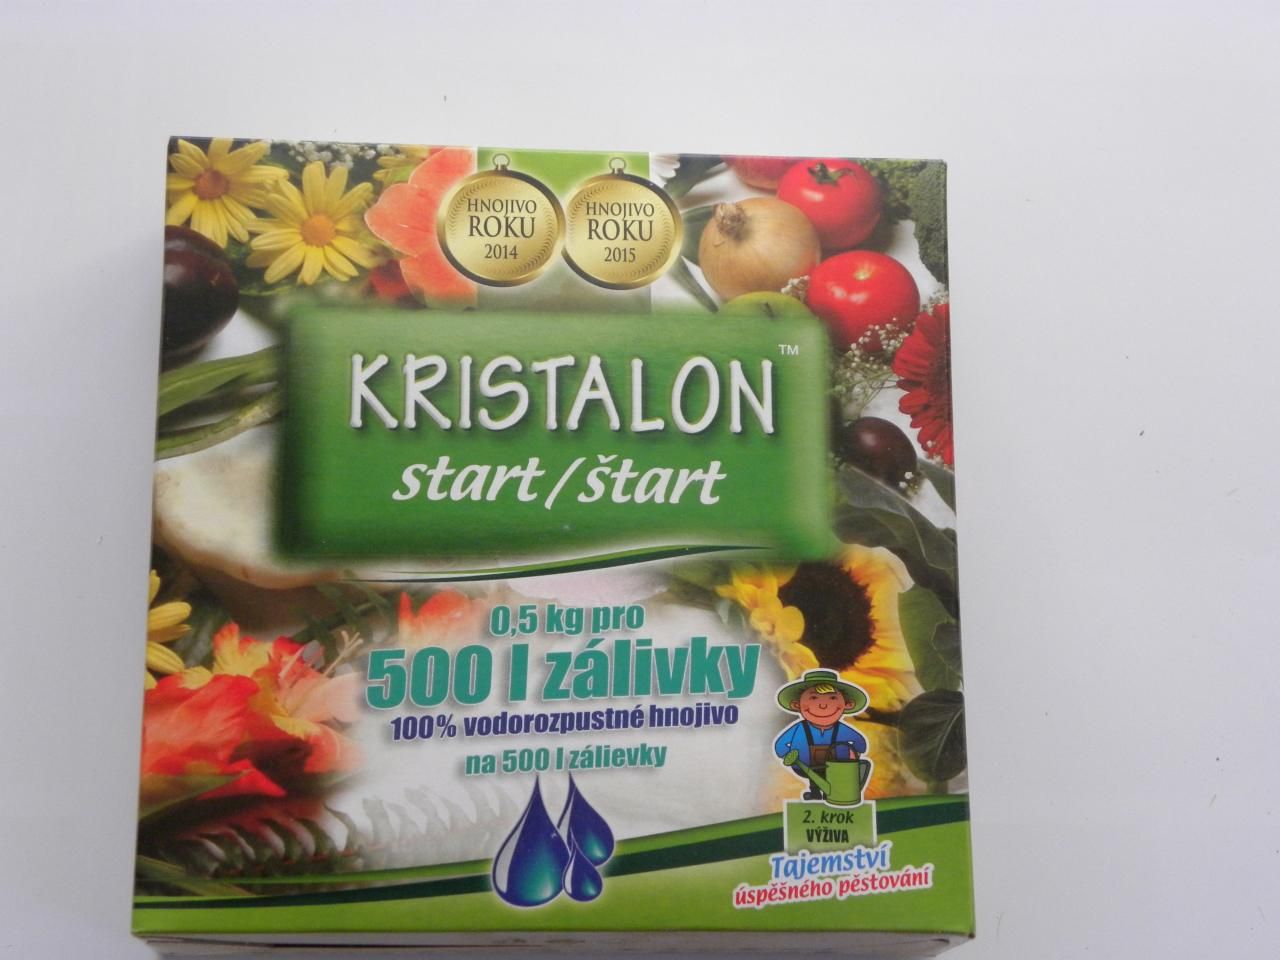 HNOJIVO
ROKU
2014
HNOJIVO
ROKU
2015
KRISTALON™
start / štart
0,5 kg pro
500 l zálivky
100% vodorozpustné hnojivo
na 500 l zálievky
2. krok
VÝŽIVA
Tajemství
úspěšného pěstování